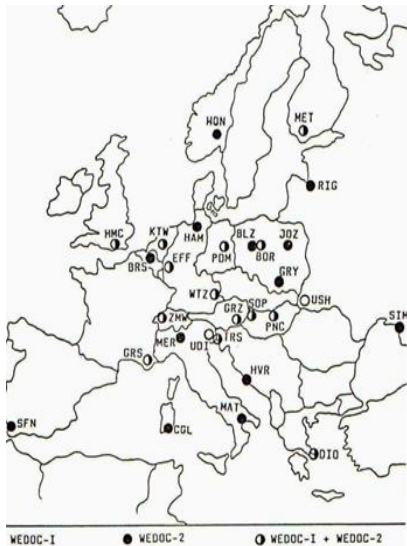 MET
HON
RIG
HMC
KTW
HAM
BLZ
JOZ
BRS
EFF
PDM
BOR
GRY
WTZ
USH
SOP
GRZ
ZMW
PNC
SIM
MER
UDI
TRS
GRS
HVR
MAT
SFN
CGL
DIO
WEDOC-I WEDOC-2 WEDOC-I + WEDOC-2